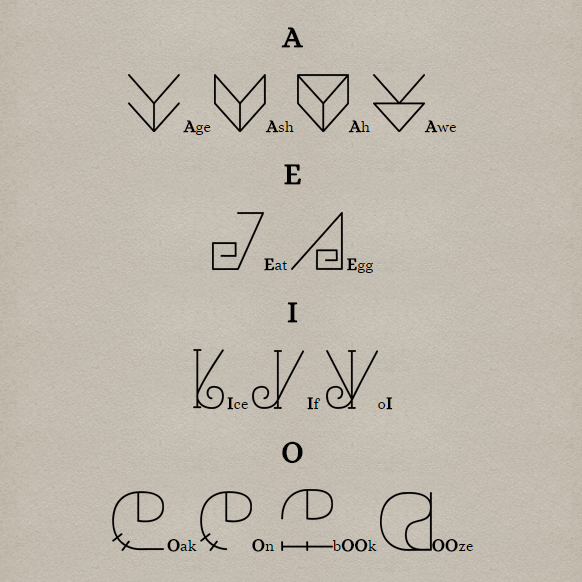 A
Age Ash Ah Awe
E
Eat Egg
I
Ice If oI
O
Oak On bOOk OOze